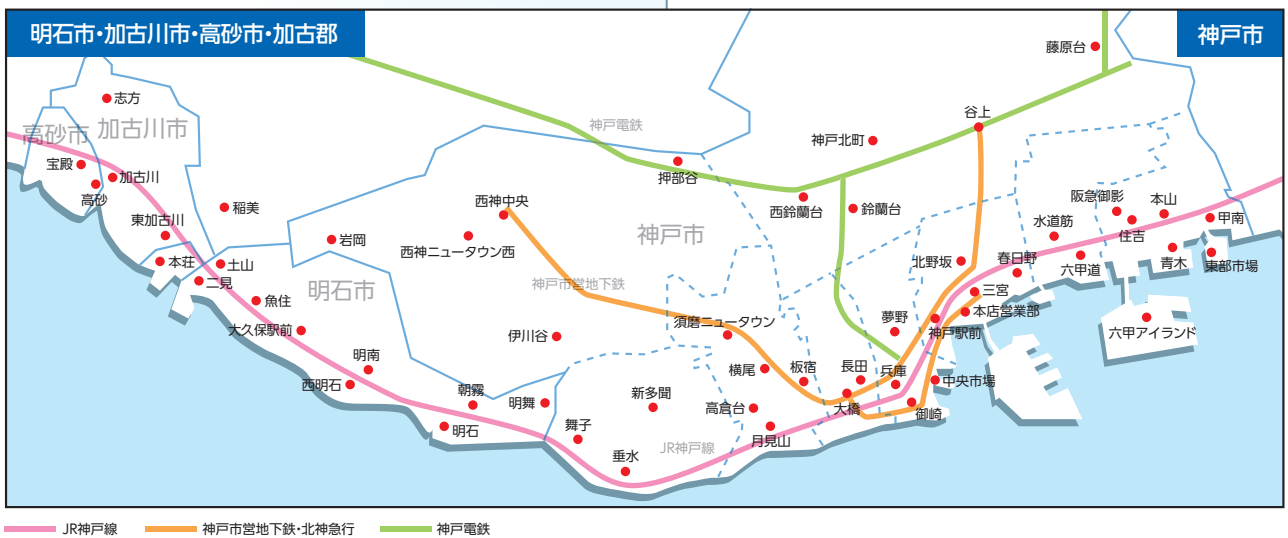 明石市・加古川市・高砂市・加古郡
神戸市
藤原台
志方
高砂市
加古川市
神戸電鉄
谷上
神戸北町
宝殿
加古川
高砂
押部谷
西鈴蘭台
鈴蘭台
稲美
西神中央
東加古川
岩岡
西神ニュータウン西
神戸市
阪急御影
本山
水道筋
住吉
甲南
本荘
土山
二見
明石市
神戸市営地下鉄
北野坂
春日野
六甲道
青木
東部市場
魚住
三宮
本店営業部
大久保駅前
伊川谷
須磨ニュータウン
夢野
神戸駅前
六甲アイランド
明南
西明石
横尾
板宿
長田
兵庫
中央市場
朝霧
明舞
新多聞
高倉台
大橋
御崎
明石
舞子
月見山
垂水
JR神戸線
JR神戸線
神戸市営地下鉄・北神急行
神戸電鉄